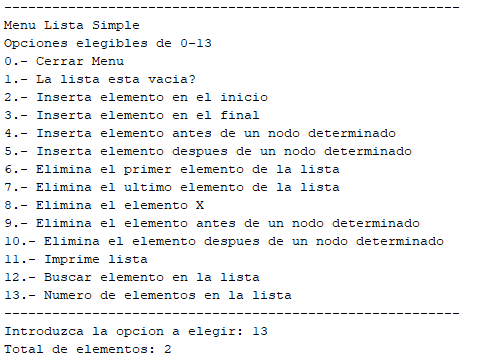 ---------------------------------------------------------
Menu Lista Simple
Opciones elegibles de 0-13
0.- Cerrar Menu
1.- La lista esta vacia?
2.- Inserta elemento en el inicio
3.- Inserta elemento en el final
4.- Inserta elemento antes de un nodo determinado
5.- Inserta elemento despues de un nodo determinado
6.- Elimina el primer elemento de la lista
7.- Elimina el ultimo elemento de la lista
8.- Elimina el elemento X
9.- Elimina el elemento antes de un nodo determinado
10.- Elimina el elemento despues de un nodo determinado
11.- Imprime lista
12.- Buscar elemento en la lista
13.- Numero de elementos en la lista
---------------------------------------------------------
Introduzca la opcion a elegir: 13
Total de elementos: 2